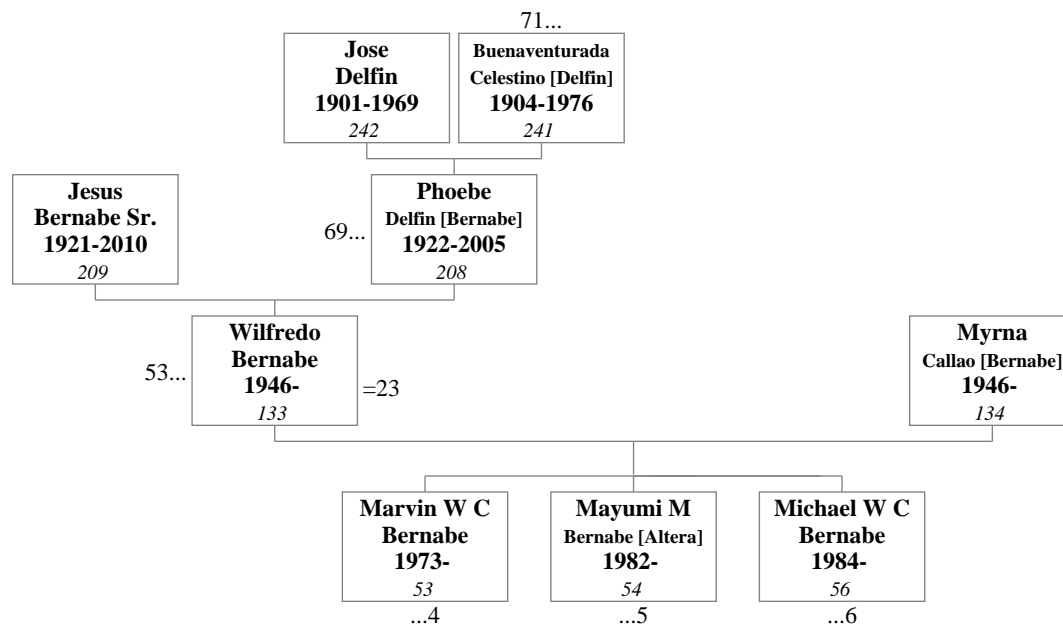 71...
Jose
Delfin
1901-1969
242
Buenaventurada
Celestino [Delfin]
1904-1976
241
Jesus
Bernabe Sr.
1921-2010
209
69...
Phoebe
Delfin [Bernabe]
1922-2005
208
53...
Wilfredo
Bernabe
1946-
133
=23
Myrna
Callao [Bernabe]
1946-
134
Marvin W C
Bernabe
1973-
53
...4
Mayumi M
Bernabe [Altera]
1982-
54
...5
Michael W C
Bernabe
1984-
56
...6